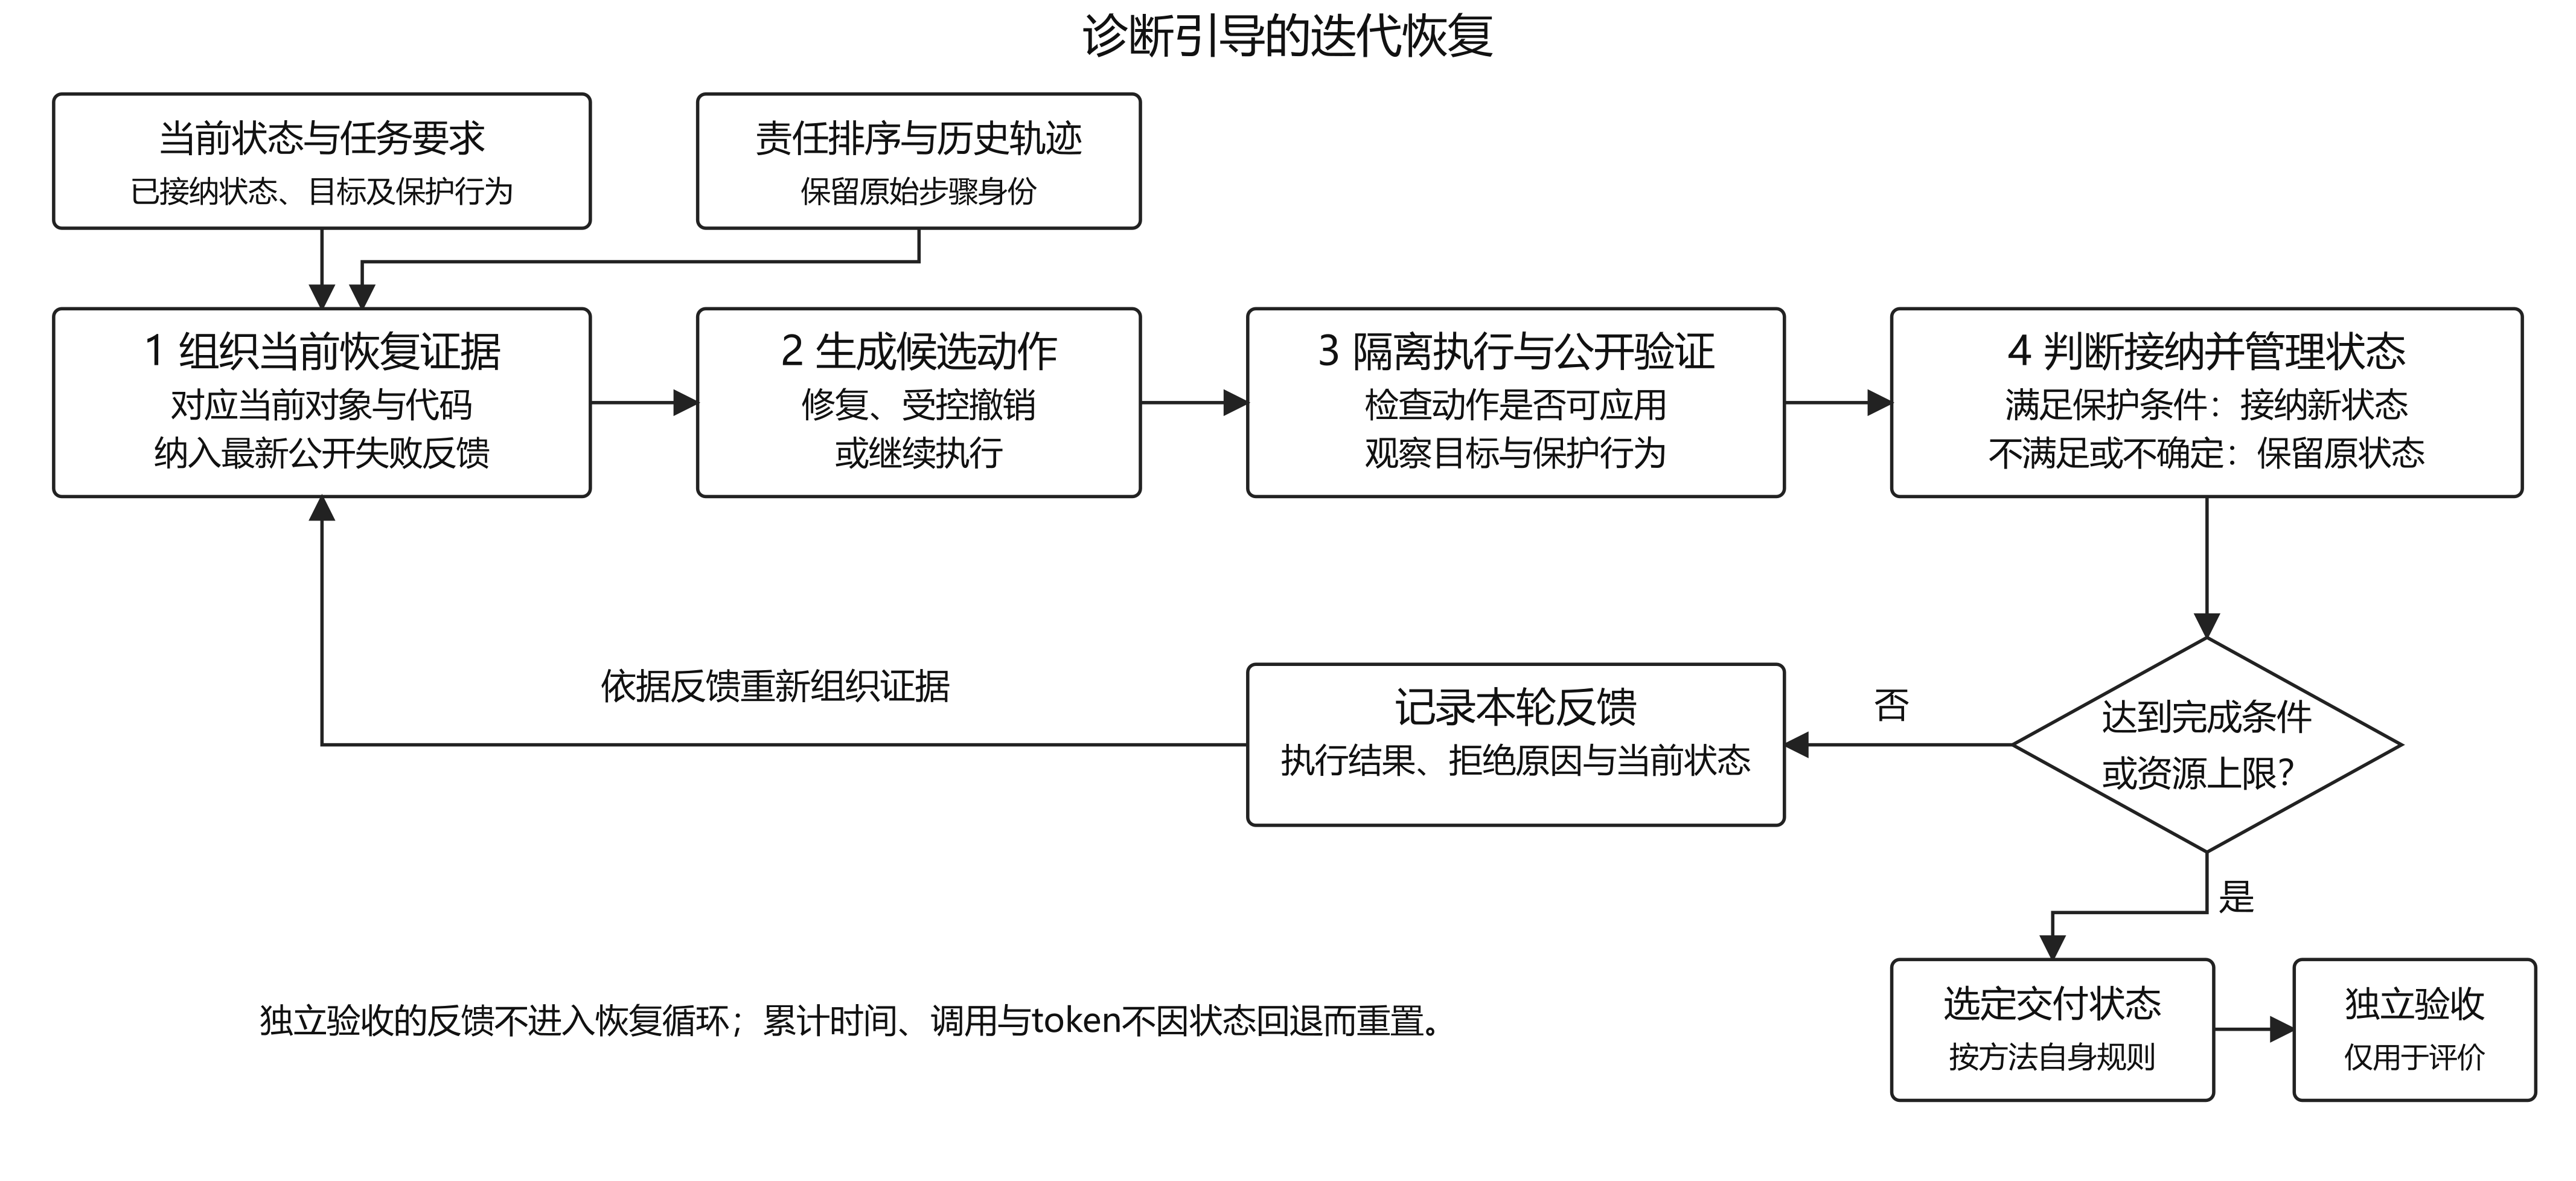 诊断引导的迭代恢复
当前状态与任务要求
已接纳状态、目标及保护行为
责任排序与历史轨迹
保留原始步骤身份
1 组织当前恢复证据
对应当前对象与代码
纳入最新公开失败反馈
2 生成候选动作
修复、受控撤销
或继续执行
3 隔离执行与公开验证
检查动作是否可应用
观察目标与保护行为
4 判断接纳并管理状态
满足保护条件：接纳新状态
不满足或不确定：保留原状态
达到完成条件
或资源上限？
否
记录本轮反馈
执行结果、拒绝原因与当前状态
依据反馈重新组织证据
是
选定交付状态
按方法自身规则
独立验收
仅用于评价
独立验收的反馈不进入恢复循环；累计时间、调用与token不因状态回退而重置。